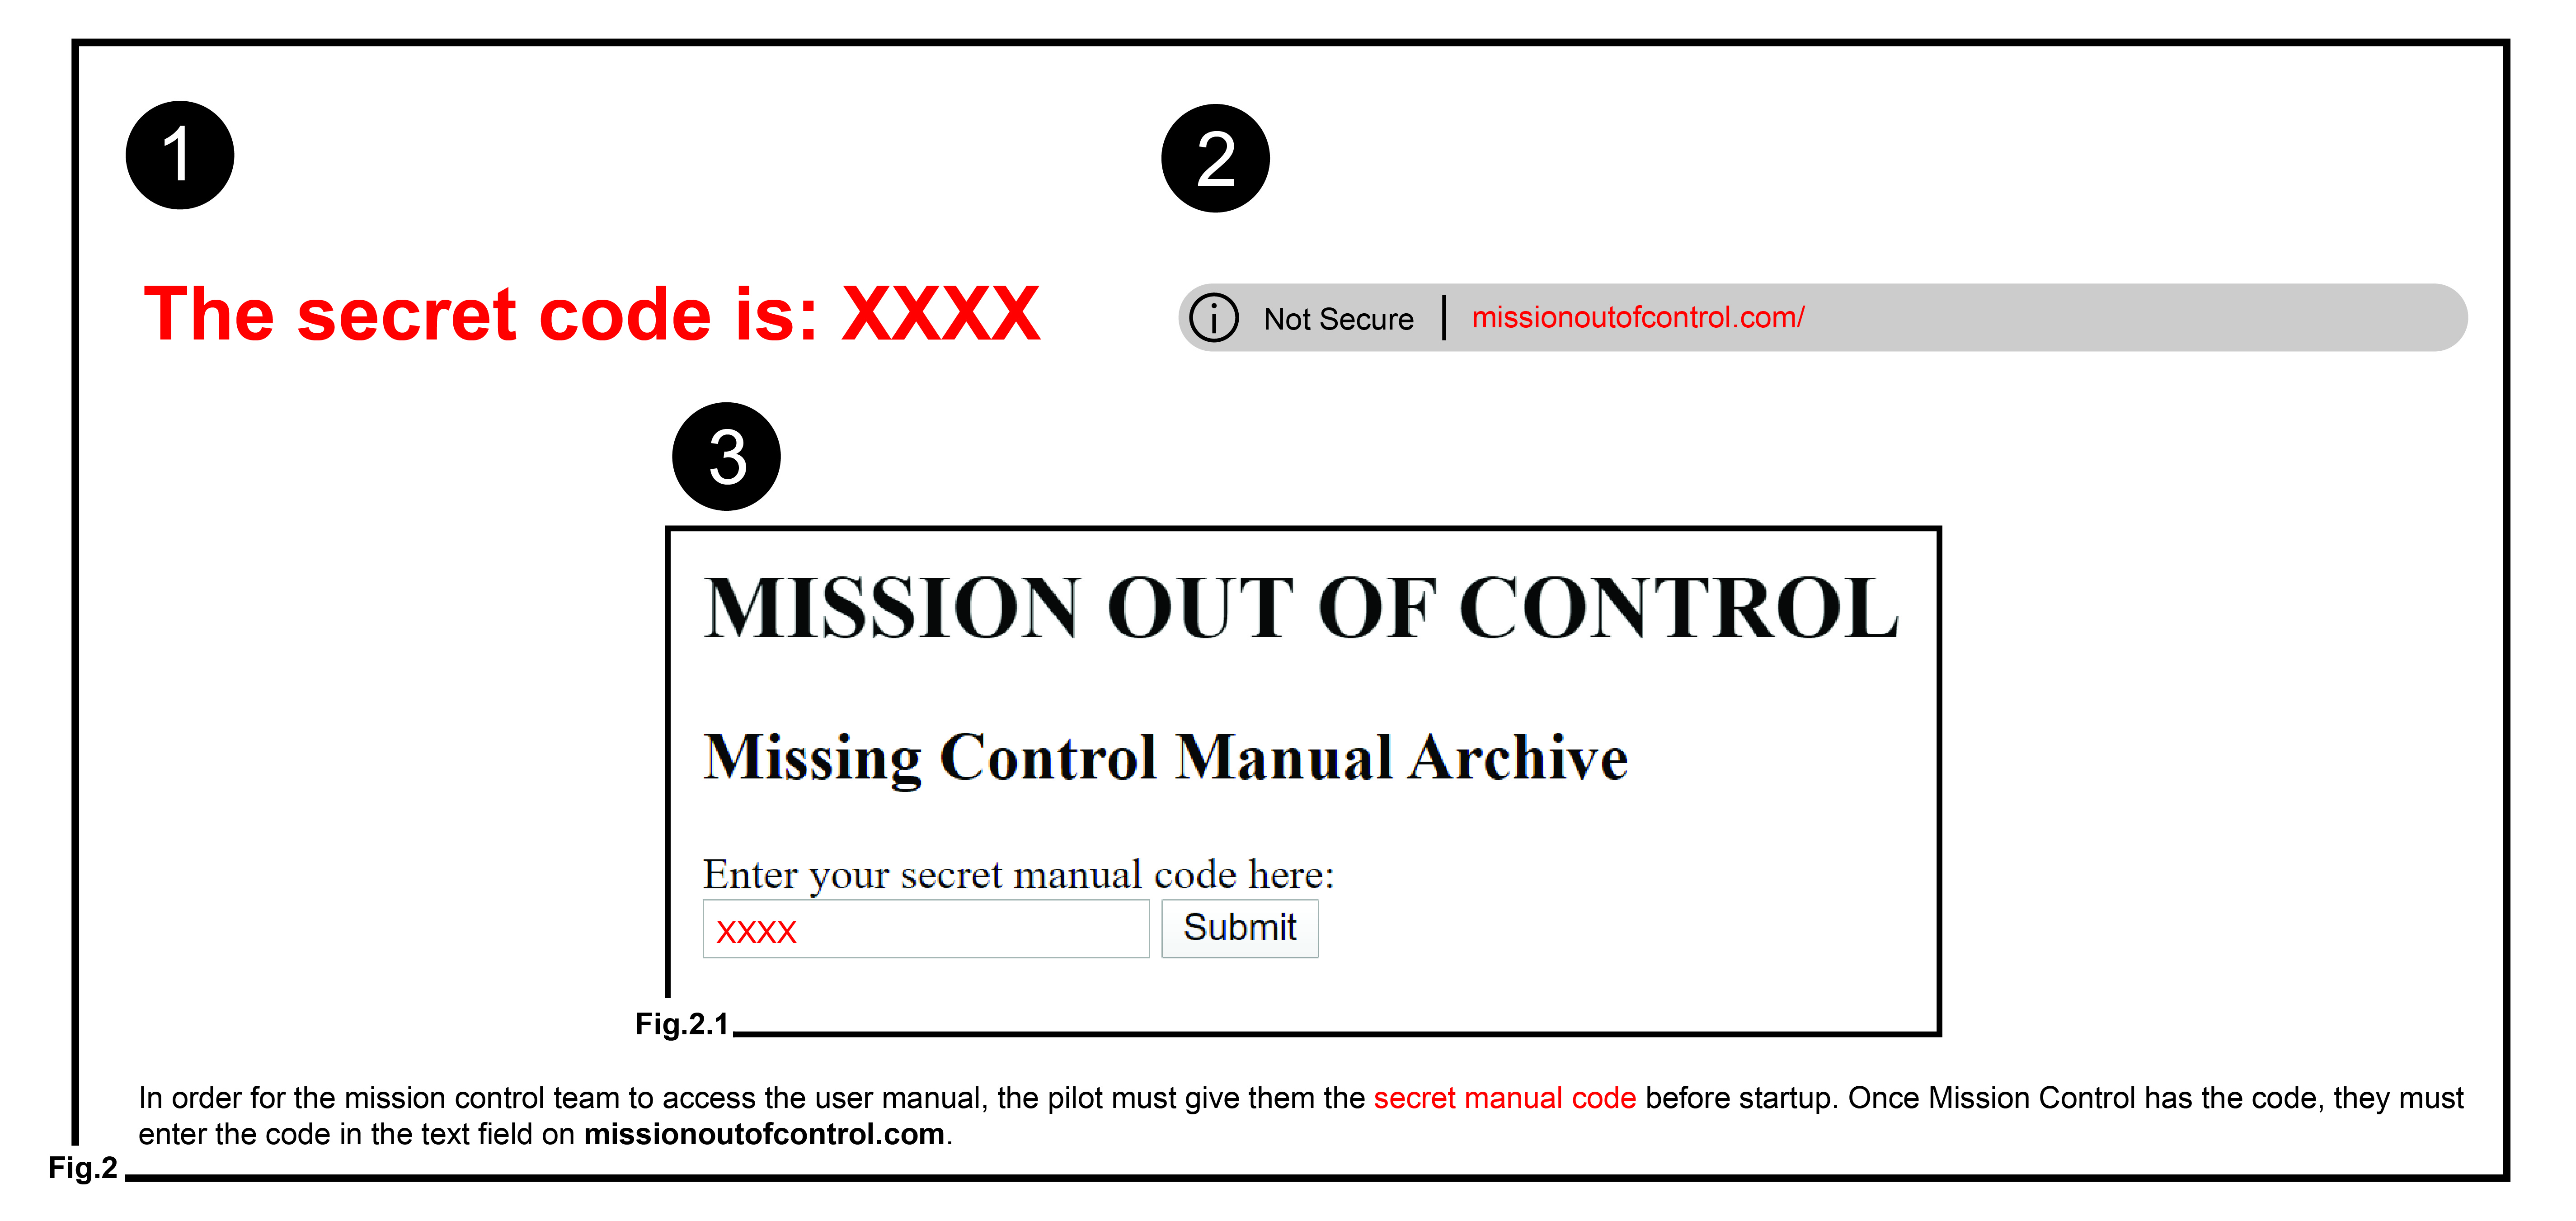 1
The secret code is: XXXX
2
i Not Secure | missionoutofcontrol.com/
3
MISSION OUT OF CONTROL
Missing Control Manual Archive
Enter your secret manual code here:
XXXX Submit
Fig.2.1
In order for the mission control team to access the user manual, the pilot must give them the secret manual code before startup. Once Mission Control has the code, they must
enter the code in the text field on missionoutofcontrol.com.
Fig.2